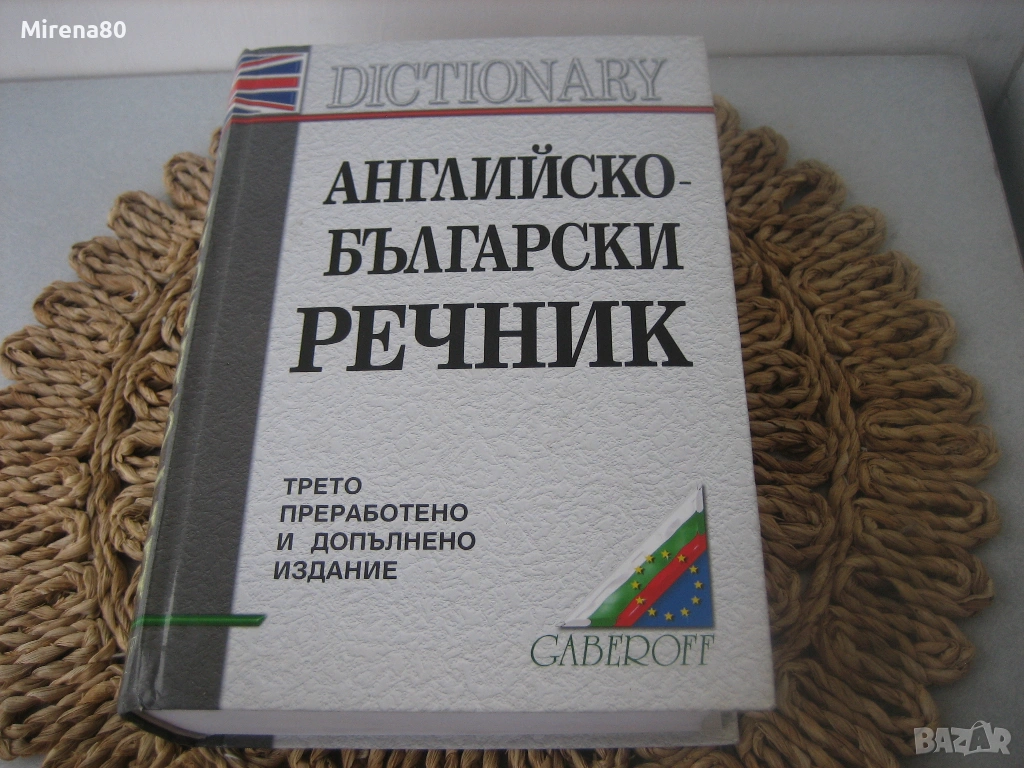 Mirena80
DICTIONARY
АНГЛИЙСКО-
БЪЛГАРСКИ
РЕЧНИК
ТРЕТО
ПРЕРАБОТЕНО
И ДОПЪЛНЕНО
ИЗДАНИЕ
GABEROFF
BAZAR